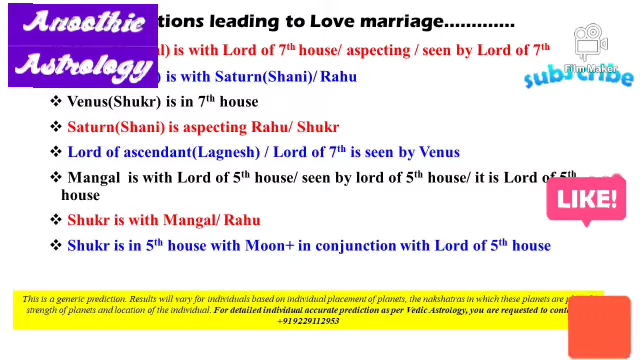 Anoothie
Astrology
tions leading to Love marriage.............
is with Lord of 7th house/ aspecting / seen by Lord of 7th
is with Saturn(Shani)/ Rahu
❖ Venus(Shukr) is in 7th house
❖ Saturn(Shani) is aspecting Rahu/ Shukr
❖ Lord of ascendant(Lagnesh) / Lord of 7th is seen by Venus
❖ Mangal is with Lord of 5th house/ seen by lord of 5th house/ it is Lord of 5th
house
❖ Shukr is with Mangal/ Rahu
❖ Shukr is in 5th house with Moon+ in conjunction with Lord of 5th house
Film Maker
subscribe
LIKE!
This is a generic prediction. Results will vary for individuals based on individual placement of planets, the nakshatras in which these planets are
strength of planets and location of the individual. For detailed individual accurate prediction as per Vedic Astrology, you are requested to
+919229112953